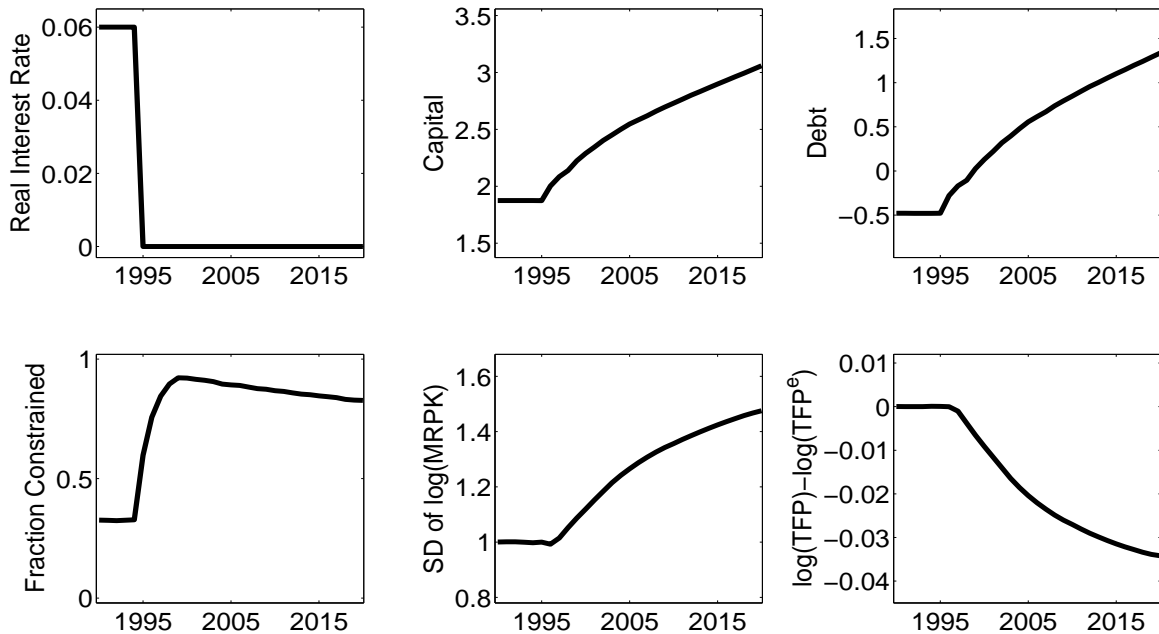 Real Interest Rate
0.06
0.04
0.02
0
1995 2005 2015
Capital
3.5
3
2.5
2
1.5
1995 2005 2015
Debt
1.5
1
0.5
0
−0.5
1995 2005 2015
Fraction Constrained
1
0.5
0
1995 2005 2015
SD of log(MRPK)
1.6
1.4
1.2
1
0.8
1995 2005 2015
log(TFP)−log(TFPᵉ)
0.01
0
−0.01
−0.02
−0.03
−0.04
1995 2005 2015